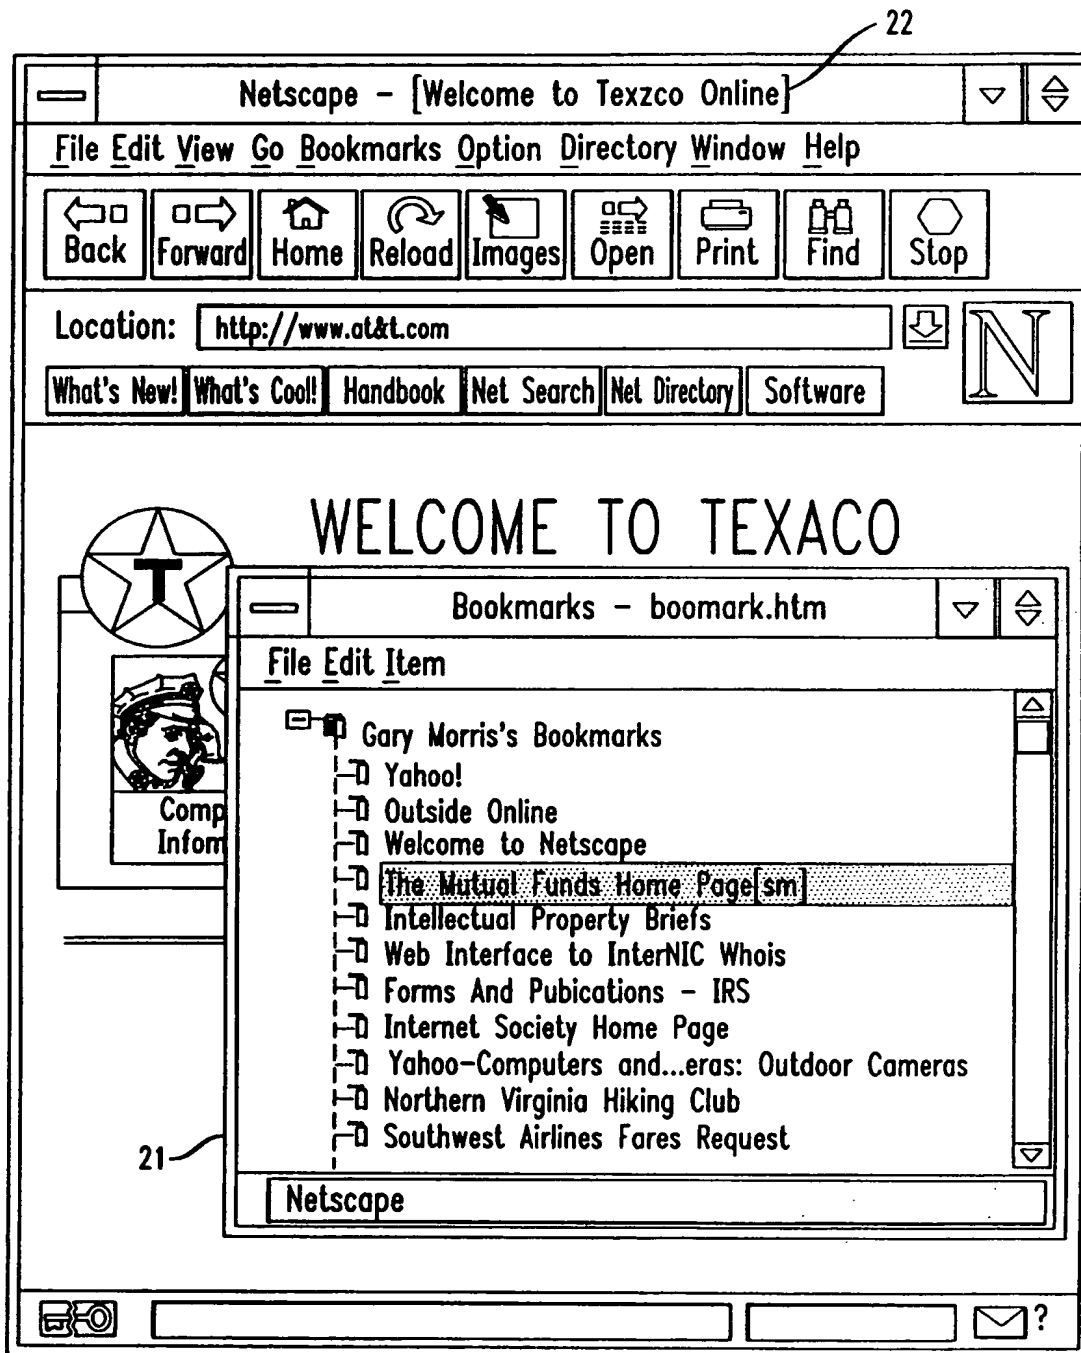 22
Netscape - [Welcome to Texzco Online]
File Edit View Go Bookmarks Option Directory Window Help
Back Forward Home Reload Images Open Print Find Stop
Location: http://www.at&t.com
N
What's New! What's Cool! Handbook Net Search Net Directory Software
WELCOME TO TEXACO
T
Bookmarks - boomark.htm
File Edit Item
Gary Morris's Bookmarks
Yahoo!
Outside Online
Welcome to Netscape
The Mutual Funds Home Page[sm]
Intellectual Property Briefs
Web Interface to InterNIC Whois
Forms And Pubications - IRS
Internet Society Home Page
Yahoo-Computers and...eras: Outdoor Cameras
Northern Virginia Hiking Club
Southwest Airlines Fares Request
Comp
Infom
21
Netscape
?